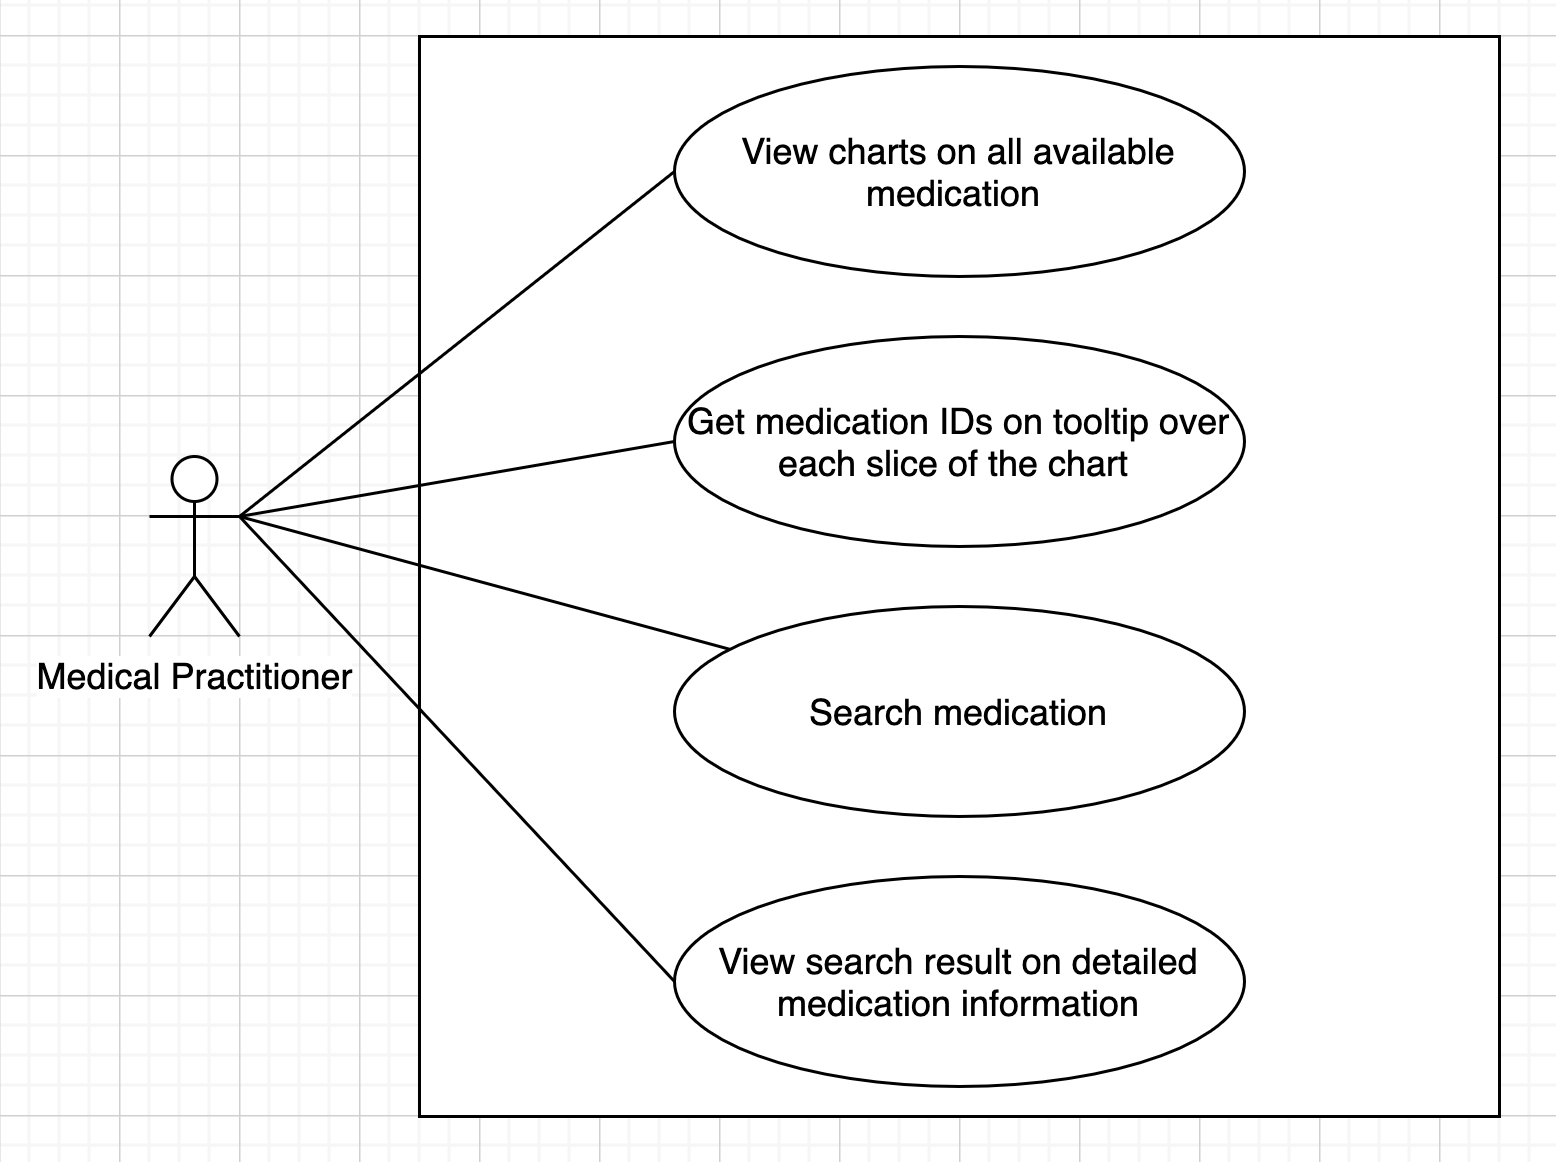 View charts on all available
medication
Get medication IDs on tooltip over
each slice of the chart
Medical Practitioner
Search medication
View search result on detailed
medication information